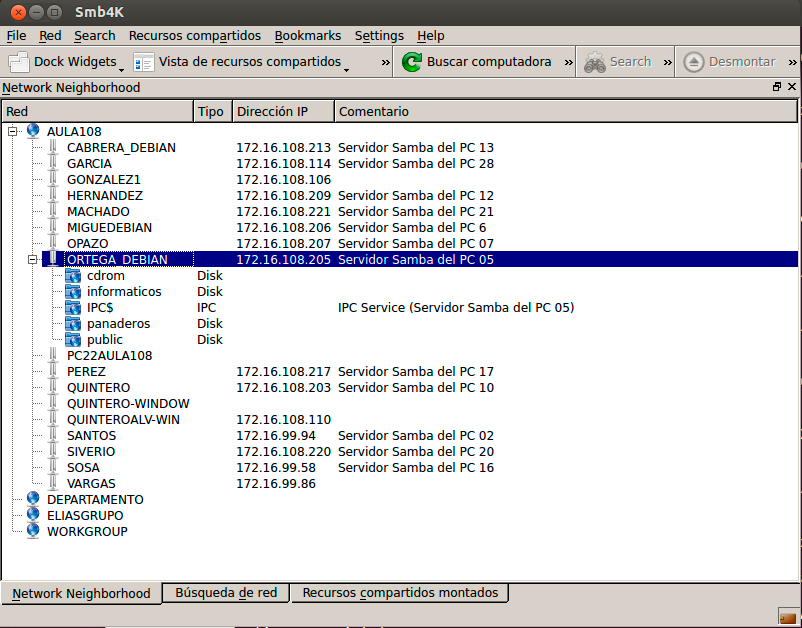 Smb4K
File Red Search Recursos compartidos Bookmarks Settings Help
Dock Widgets Vista de recursos compartidos » Buscar computadora » Search » Desmontar »
Network Neighborhood
Red Tipo Dirección IP Comentario
AULA108
CABRERA_DEBIAN 172.16.108.213 Servidor Samba del PC 13
GARCIA 172.16.108.114 Servidor Samba del PC 28
GONZALEZ1 172.16.108.106
HERNANDEZ 172.16.108.209 Servidor Samba del PC 12
MACHADO 172.16.108.221 Servidor Samba del PC 21
MIGUEDEBIAN 172.16.108.206 Servidor Samba del PC 6
OPAZO 172.16.108.207 Servidor Samba del PC 07
ORTEGA_DEBIAN 172.16.108.205 Servidor Samba del PC 05
cdrom Disk
informaticos Disk
IPC$ IPC IPC Service (Servidor Samba del PC 05)
panaderos Disk
public Disk
PC22AULA108
PEREZ 172.16.108.217 Servidor Samba del PC 17
QUINTERO 172.16.108.203 Servidor Samba del PC 10
QUINTERO-WINDOW
QUINTEROALV-WIN 172.16.108.110
SANTOS 172.16.99.94 Servidor Samba del PC 02
SIVERIO 172.16.108.220 Servidor Samba del PC 20
SOSA 172.16.99.58 Servidor Samba del PC 16
VARGAS 172.16.99.86
DEPARTAMENTO
ELIASGRUPO
WORKGROUP
Network Neighborhood Búsqueda de red Recursos compartidos montados